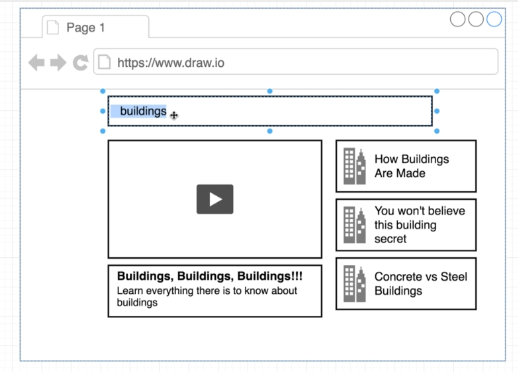 Page 1
https://www.draw.io
buildings
How Buildings
Are Made
You won't believe
this building
secret
Buildings, Buildings, Buildings!!!
Learn everything there is to know about
buildings
Concrete vs Steel
Buildings